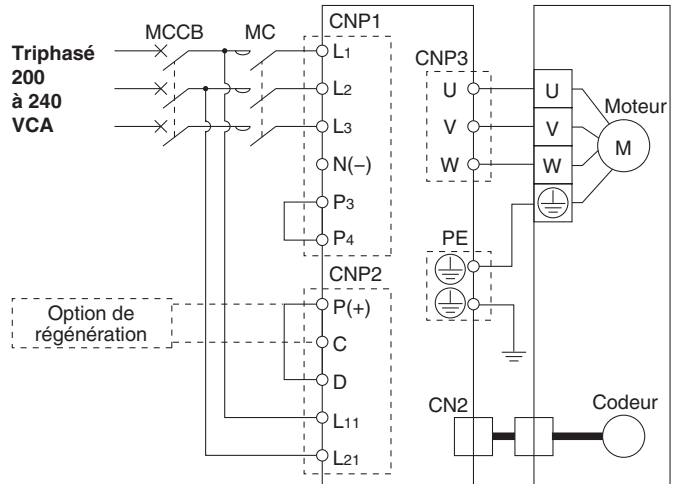 CNP1
MCCB
MC
Triphasé
200
à 240
VCA
L1
L2
L3
N(−)
P3
P4
CNP3
U
V
W
U
V
W
Moteur
M
PE
CNP2
P(+)
C
D
L11
L21
Option de
régénération
CN2
Codeur